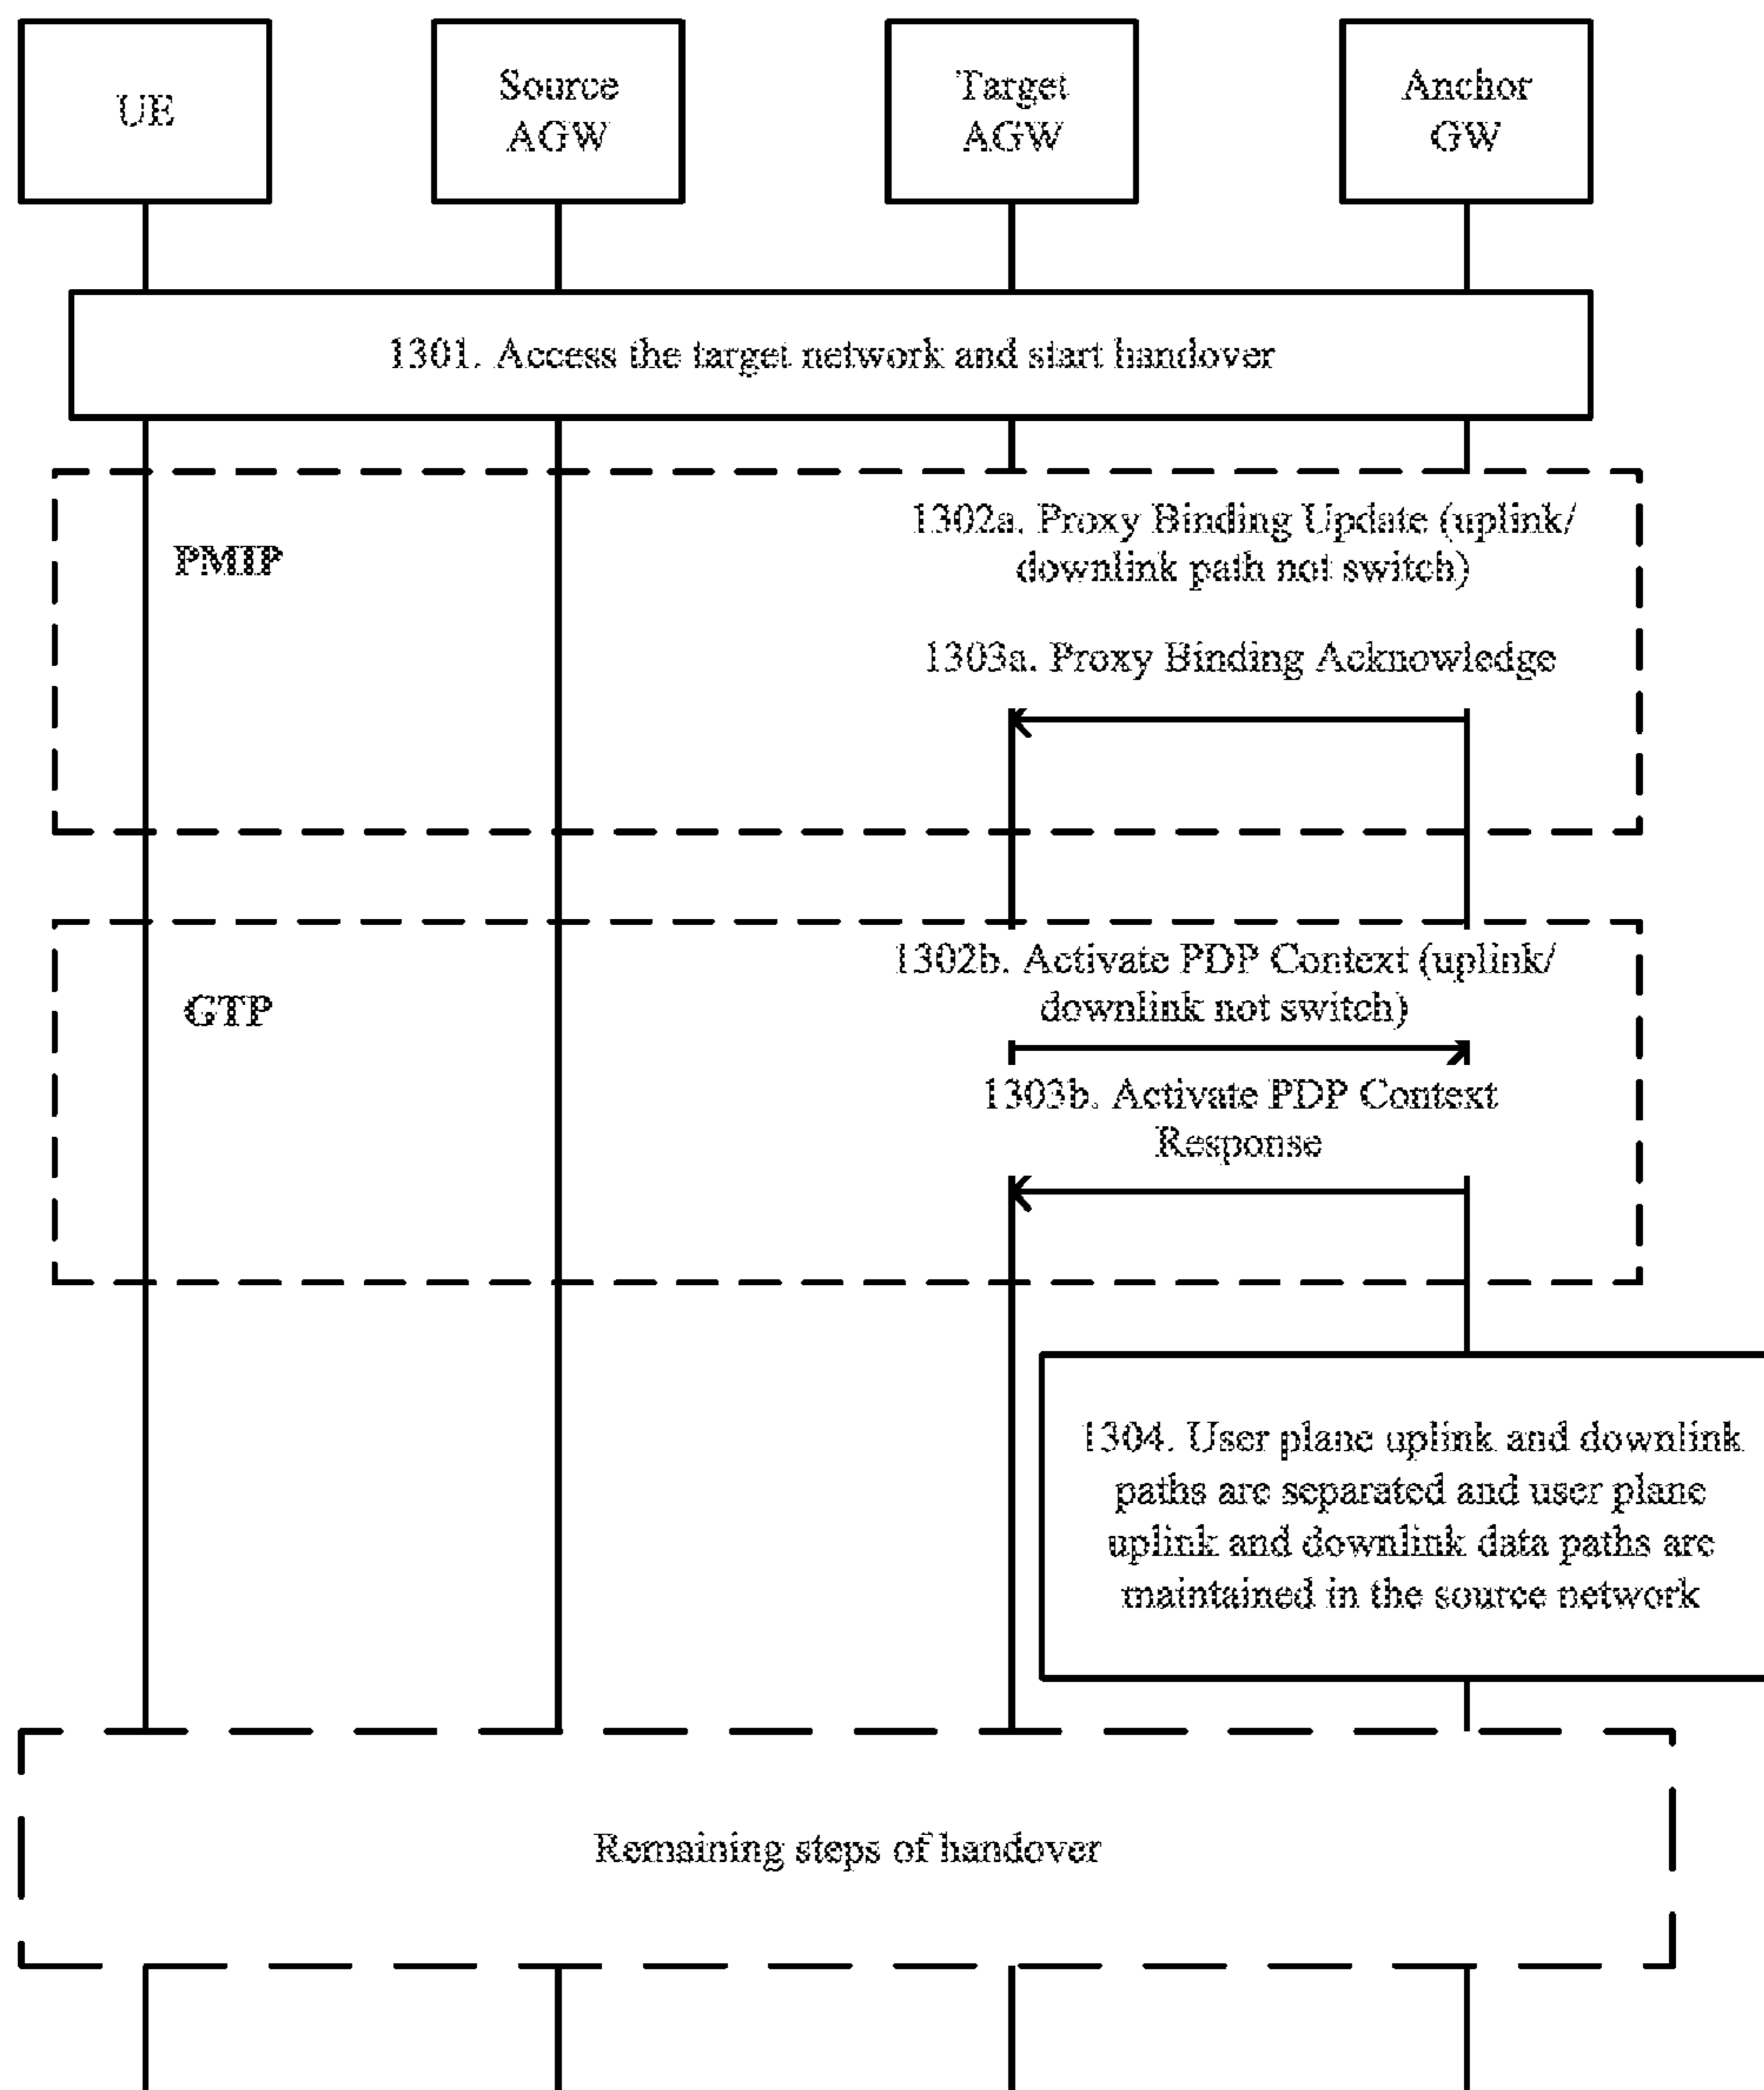 UE
Source
AGW
Target
AGW
Anchor
GW
1301. Access the target network and start handover
PMIP
1302a. Proxy Binding Update (uplink/
downlink path not switch)
1303a. Proxy Binding Acknowledge
GTP
1302b. Activate PDP Context (uplink/
downlink not switch)
1303b. Activate PDP Context
Response
1304. User plane uplink and downlink
paths are separated and user plane
uplink and downlink data paths are
maintained in the source network
Remaining steps of handover